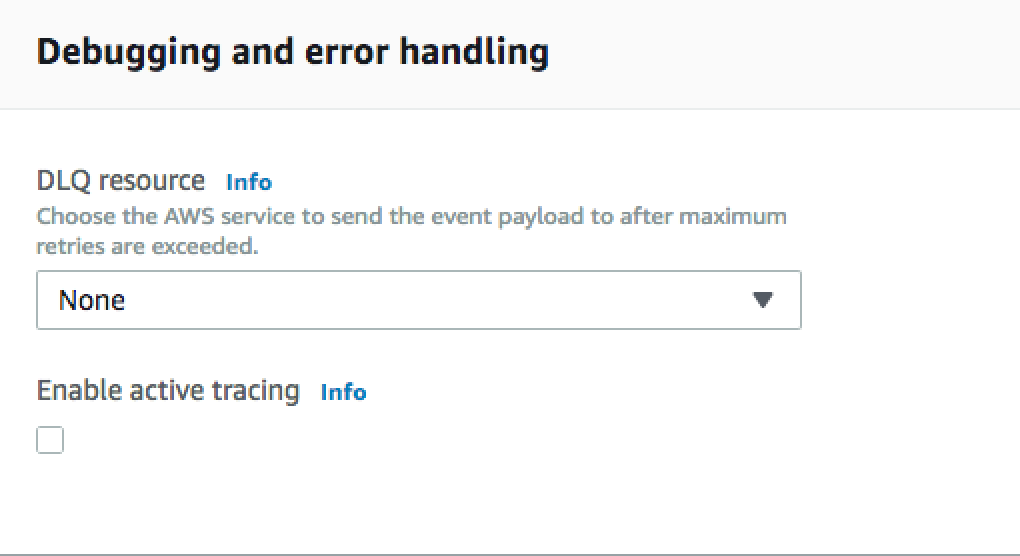 Debugging and error handling
DLQ resource Info
Choose the AWS service to send the event payload to after maximum
retries are exceeded.
None
Enable active tracing Info